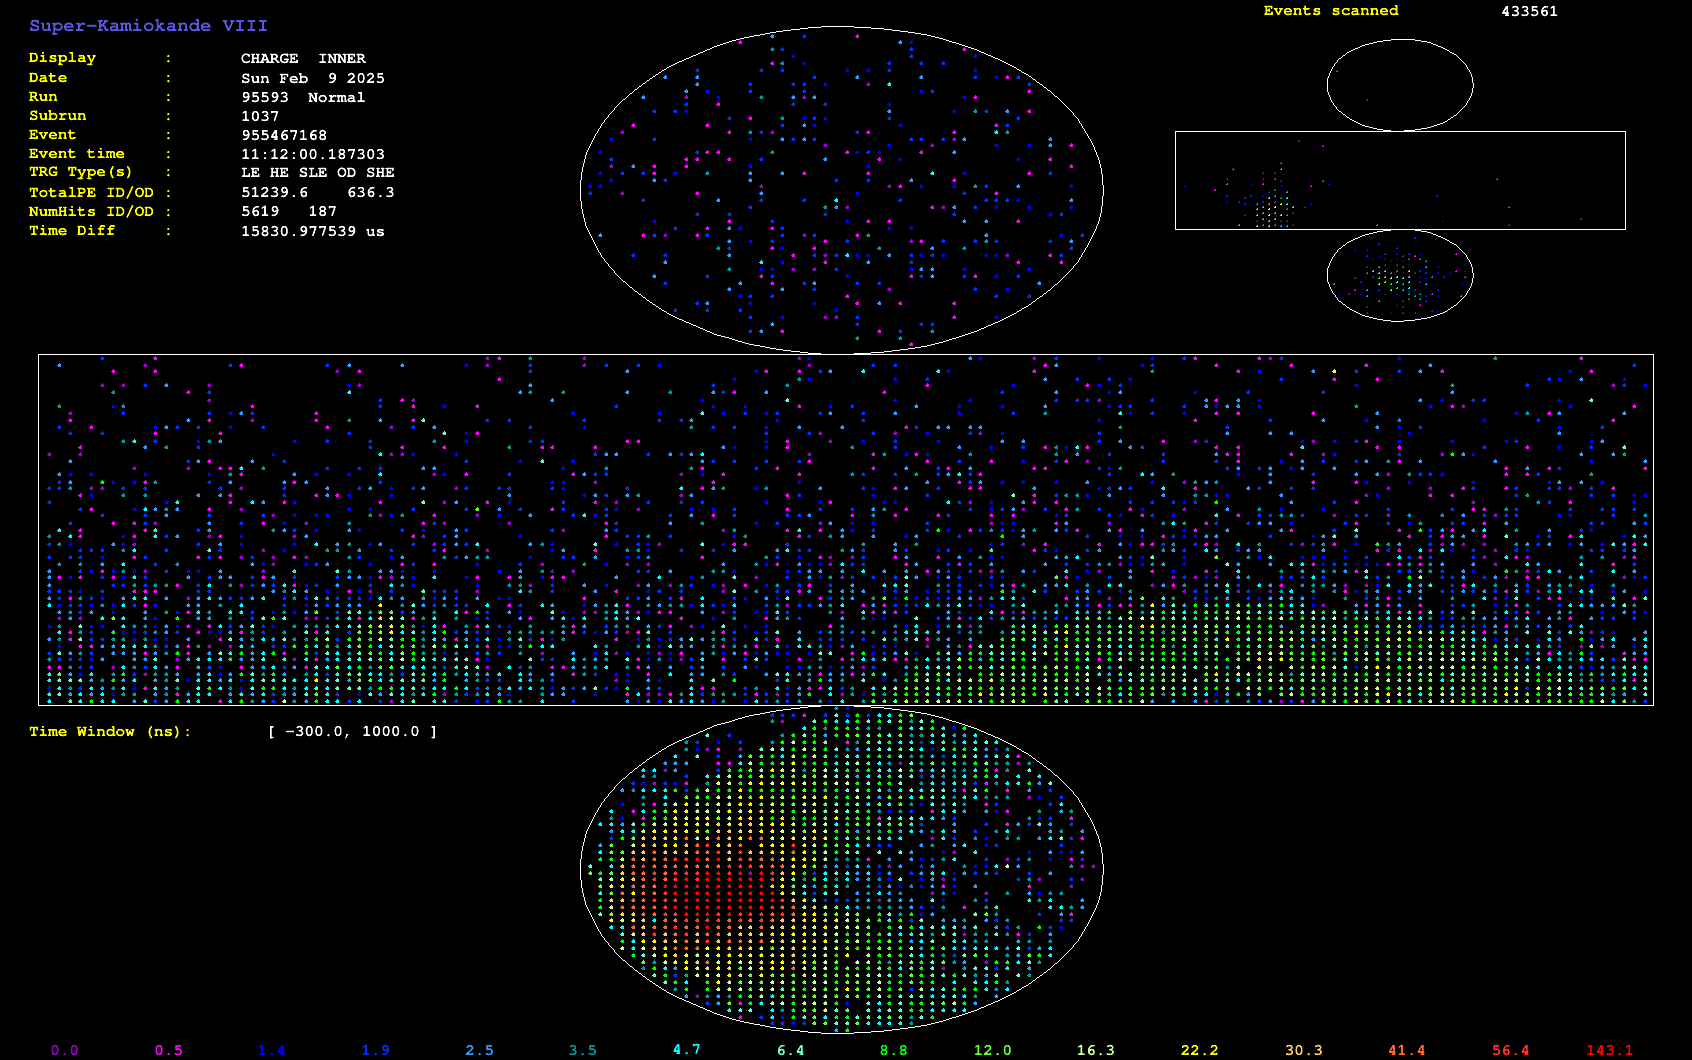 Super-Kamiokande VIII
Display : CHARGE INNER
Date : Sun Feb 9 2025
Run : 95593 Normal
Subrun : 1037
Event : 955467168
Event time : 11:12:00.187303
TRG Type(s) : LE HE SLE OD SHE
TotalPE ID/OD : 51239.6 636.3
NumHits ID/OD : 5619 187
Time Diff : 15830.977539 us
Events scanned 433561
Time Window (ns): [ -300.0, 1000.0 ]
0.0 0.5 1.4 1.9 2.5 3.5 4.7 6.4 8.8 12.0 16.3 22.2 30.3 41.4 56.4 143.1